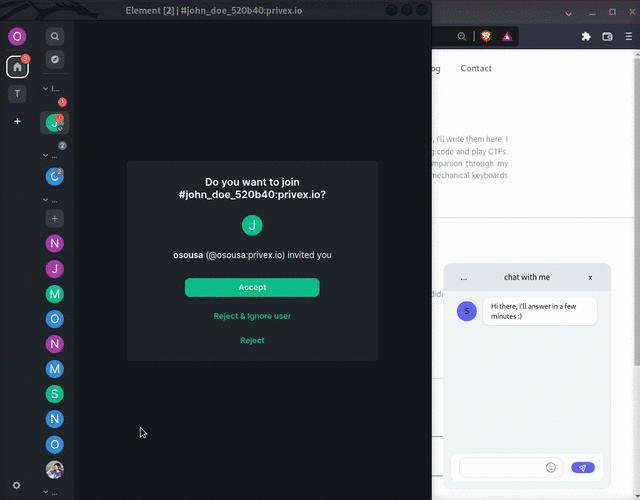 Element [2] | #john_doe_520b40:privex.io
O
3
T
I...
J
2
...
C
2
...
N
J
M
O
N
M
S
N
O
...
Do you want to join
#john_doe_520b40:privex.io?
J
osousa (@osousa:privex.io) invited you
Accept
Reject & Ignore user
Reject
og Contact
, i'll write them here. I
g code and play CTFs.
mpanion through my
mechanical keyboards
... chat with me x
S
Hi there, i'll answer in a few
minutes :)